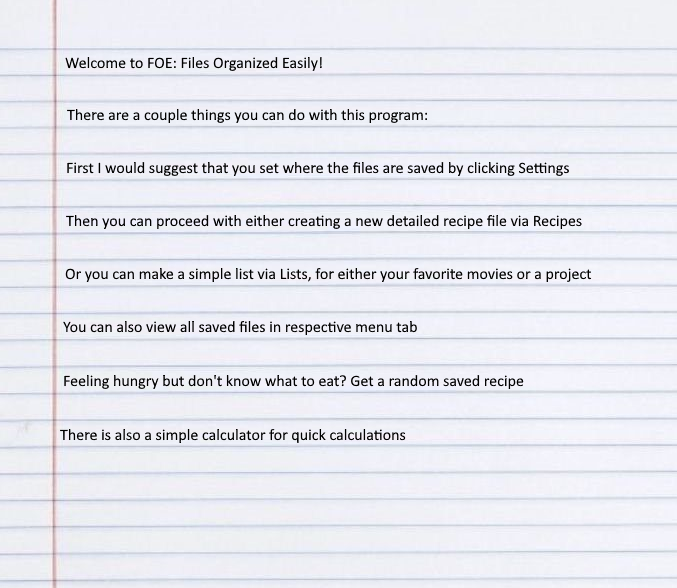 Welcome to FOE: Files Organized Easily!
There are a couple things you can do with this program:
First I would suggest that you set where the files are saved by clicking Settings
Then you can proceed with either creating a new detailed recipe file via Recipes
Or you can make a simple list via Lists, for either your favorite movies or a project
You can also view all saved files in respective menu tab
Feeling hungry but don't know what to eat? Get a random saved recipe
There is also a simple calculator for quick calculations